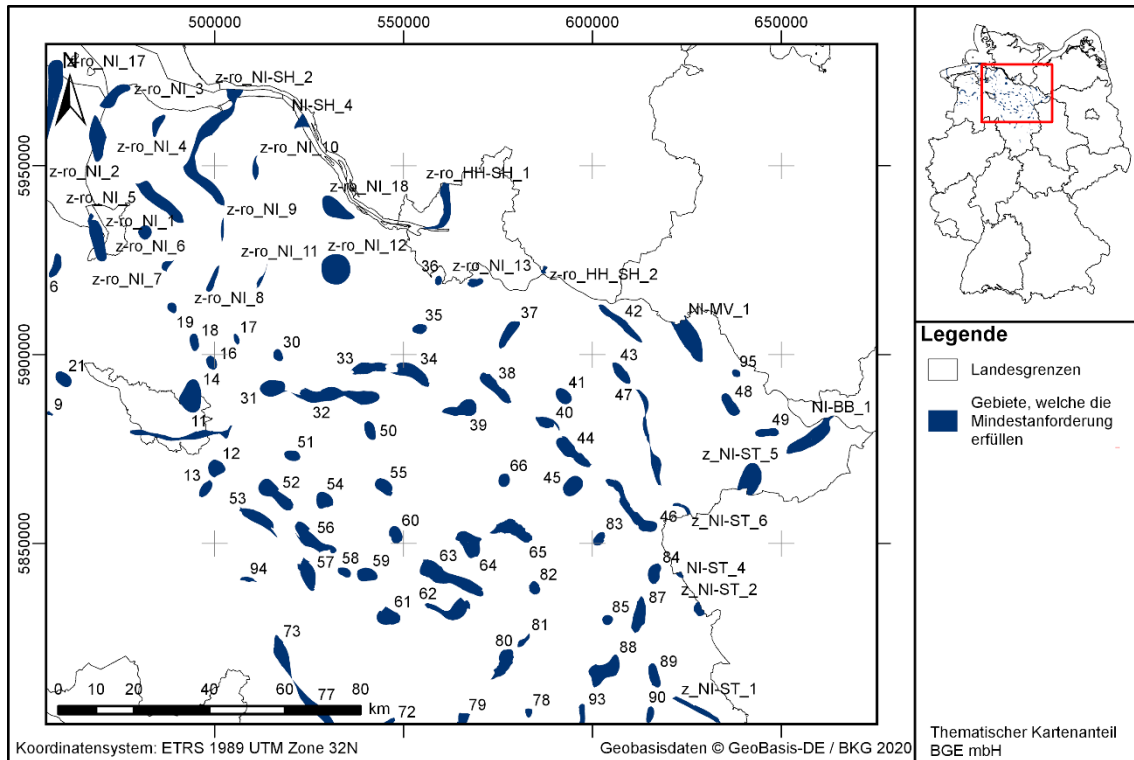 500000 550000 600000 650000
5950000
5900000
5850000
N
z-ro_NI_17
z-ro_NI_3
z-ro_NI-SH_2
NI-SH_4
z-ro_NI_4
z-ro_NI_10
z-ro_NI_2
z-ro_NI_18
z-ro_HH-SH_1
z-ro_NI_5
z-ro_NI_9
z-ro_NI_1
z-ro_NI_6
z-ro_NI_11
z-ro_NI_12
6
z-ro_NI_7
z-ro_NI_8
36
z-ro_NI_13
z-ro_HH_SH_2
42
NI-MV_1
19
18
17
35
37
16
30
33
34
43
21
14
38
41
47
95
48
9
31
32
39
40
49
NI-BB_1
11
50
44
51
z_NI-ST_5
12
13
52
54
55
66
45
53
56
60
46
z_NI-ST_6
83
57
58
59
63
64
65
94
82
84
NI-ST_4
z_NI-ST_2
61
62
85
87
81
73
80
88
89
77
72
79
78
93
90
z_NI-ST_1
0 10 20 40 60 80
km
Koordinatensystem: ETRS 1989 UTM Zone 32N
Geobasisdaten © GeoBasis-DE / BKG 2020
Legende
Landesgrenzen
Gebiete, welche die
Mindestanforderung
erfüllen
Thematischer Kartenanteil
BGE mbH